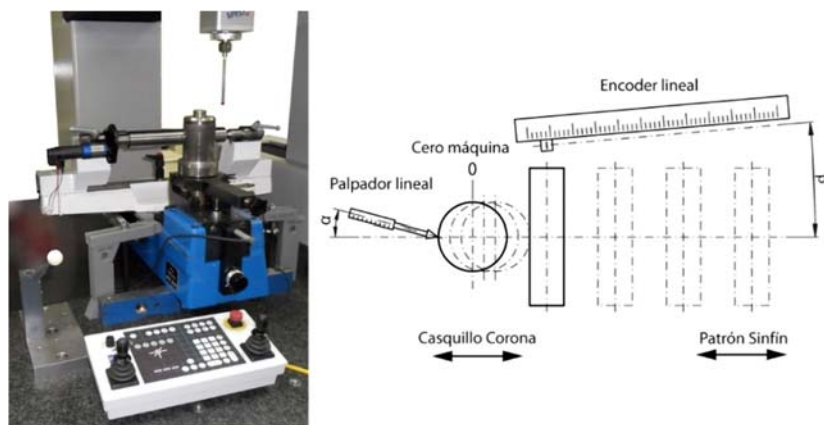 Encoder lineal
Cero máquina
0
Palpador lineal
α
d
Casquillo Corona
Patrón Sinfín